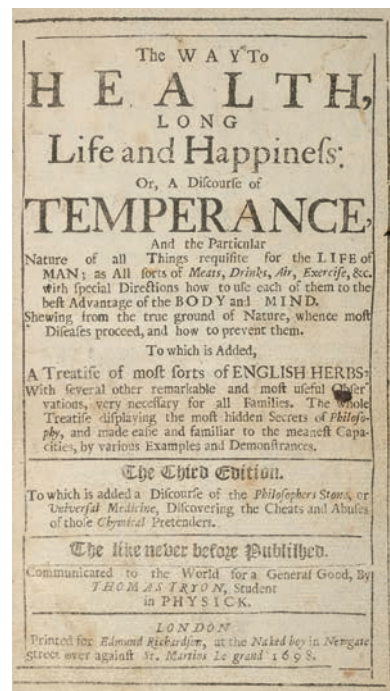 The WAY To
HEALTH,
LONG
Life and Happineſs:
Or, A Diſcourſe of
TEMPERANCE,
And the Particular
Nature of all Things requiſite for the LIFE of
MAN; as All ſorts of Meats, Drinks, Air, Exerciſe, &c.
with ſpecial Directions how to uſe each of them to the
beſt Advantage of the BODY and MIND.
Shewing from the true ground of Nature, whence moſt
Diſeaſes proceed, and how to prevent them.
To which is Added,
A Treatiſe of moſt ſorts of ENGLISH HERBS,
With ſeveral other remarkable and moſt uſeful Obſer
vations, very neceſſary for all Families. The whole
Treatiſe diſplaying the moſt hidden Secrets of Philoſo-
phy, and made eaſie and familiar to the meaneſt Capa-
cities, by various Examples and Demonſtrances.
The Third Edition.
To which is added a Diſcourſe of the Philoſophers Stone, or
Univerſal Medicine, Diſcovering the Cheats and Abuſes
of thoſe Chymical Pretenders.
The like never before Publiſhed.
Communicated to the World for a General Good, By
THOMAS TRYON, Student
in PHYSICK.
LONDON
Printed for Edmund Richardſon, at the Naked boy in Newgate
ſtreet over againſt St. Martins Le grand 1698.